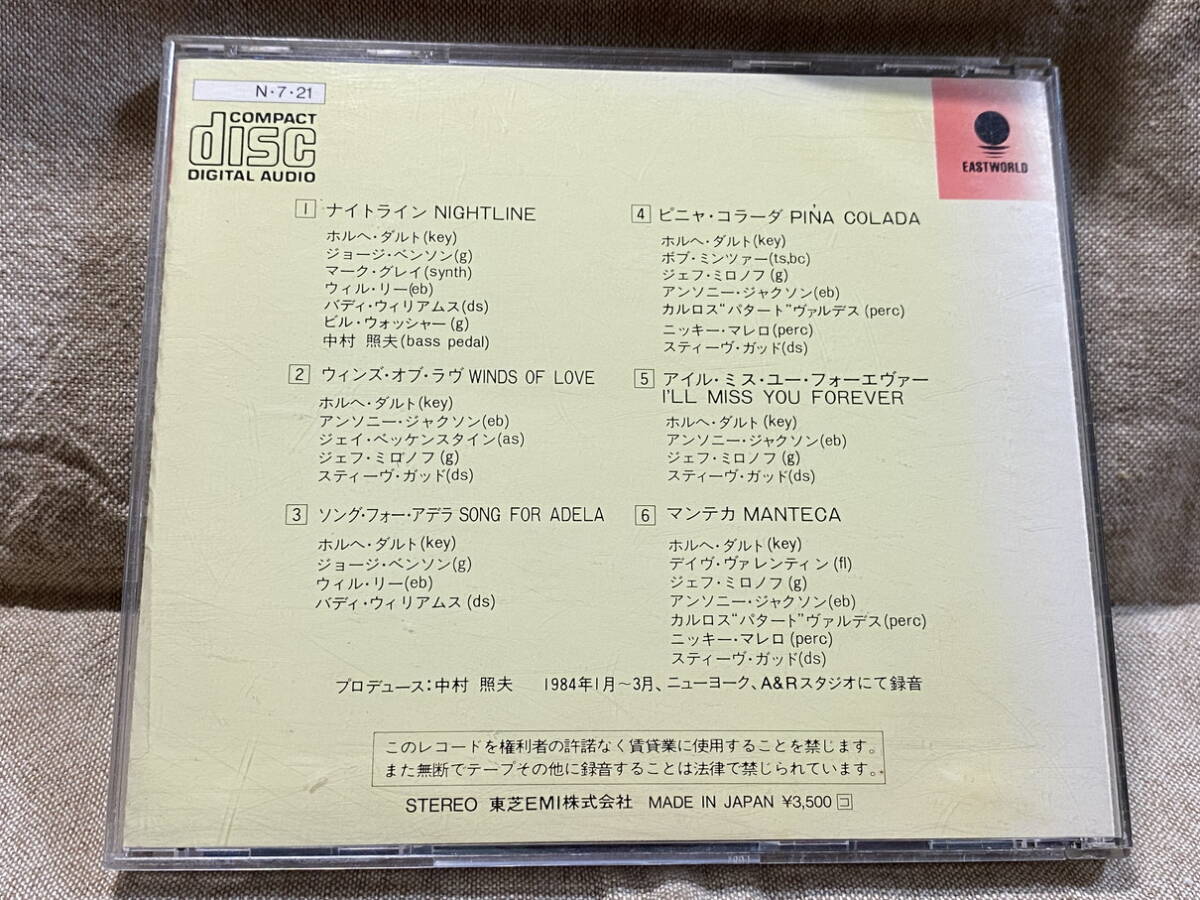 N・7・21
COMPACT
disc
DIGITAL AUDIO
EASTWORLD
1 ナイトライン NIGHTLINE
ホルヘ・ダルト(key)
ジョージ・ベンソン(g)
マーク・グレイ(synth)
ウィル・リー(eb)
バディ・ウィリアムス(ds)
ビル・ウォッシャー(g)
中村 照夫(bass pedal)
2 ウィンズ・オブ・ラヴ WINDS OF LOVE
ホルヘ・ダルト(key)
アンソニー・ジャクソン(eb)
ジェイ・ベッケンスタイン(as)
ジェフ・ミロノフ(g)
スティーヴ・ガッド(ds)
3 ソング・フォー・アデラ SONG FOR ADELA
ホルヘ・ダルト(key)
ジョージ・ベンソン(g)
ウィル・リー(eb)
バディ・ウィリアムス(ds)
4 ピニャ・コラーダ PIŃA COLADA
ホルヘ・ダルト(key)
ボブ・ミンツァー(ts,bc)
ジェフ・ミロノフ(g)
アンソニー・ジャクソン(eb)
カルロス“パタート”ヴァルデス(perc)
ニッキー・マレロ(perc)
スティーヴ・ガッド(ds)
5 アイル・ミス・ユー・フォーエヴァー
I'LL MISS YOU FOREVER
ホルヘ・ダルト(key)
アンソニー・ジャクソン(eb)
ジェフ・ミロノフ(g)
スティーヴ・ガッド(ds)
6 マンテカ MANTECA
ホルヘ・ダルト(key)
デイヴ・ヴァレンティン(fl)
ジェフ・ミロノフ(g)
アンソニー・ジャクソン(eb)
カルロス“パタート”ヴァルデス(perc)
ニッキー・マレロ(perc)
スティーヴ・ガッド(ds)
プロデュース:中村 照夫 1984年1月〜3月、ニューヨーク、A&Rスタジオにて録音
このレコードを権利者の許諾なく賃貸業に使用することを禁じます。
また無断でテープその他に録音することは法律で禁じられています。
STEREO 東芝EMI株式会社 MADE IN JAPAN ¥3,500 コ